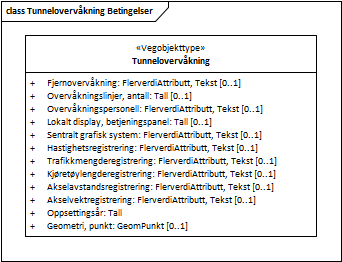 class Tunnelovervåkning Betingelser
«Vegobjekttype»
Tunnelovervåkning
+ Fjernovervåkning: FlerverdiAttributt, Tekst [0..1]
+ Overvåkningslinjer, antall: Tall [0..1]
+ Overvåkningspersonell: FlerverdiAttributt, Tekst [0..1]
+ Lokalt display, betjeningspanel: Tall [0..1]
+ Sentralt grafisk system: FlerverdiAttributt, Tekst [0..1]
+ Hastighetsregistrering: FlerverdiAttributt, Tekst [0..1]
+ Trafikkmengderegistrering: FlerverdiAttributt, Tekst [0..1]
+ Kjøretøylengderegistrering: FlerverdiAttributt, Tekst [0..1]
+ Akselavstandsregistrering: FlerverdiAttributt, Tekst [0..1]
+ Akselvektregistrering: FlerverdiAttributt, Tekst [0..1]
+ Oppsettingsår: Tall
+ Geometri, punkt: GeomPunkt [0..1]